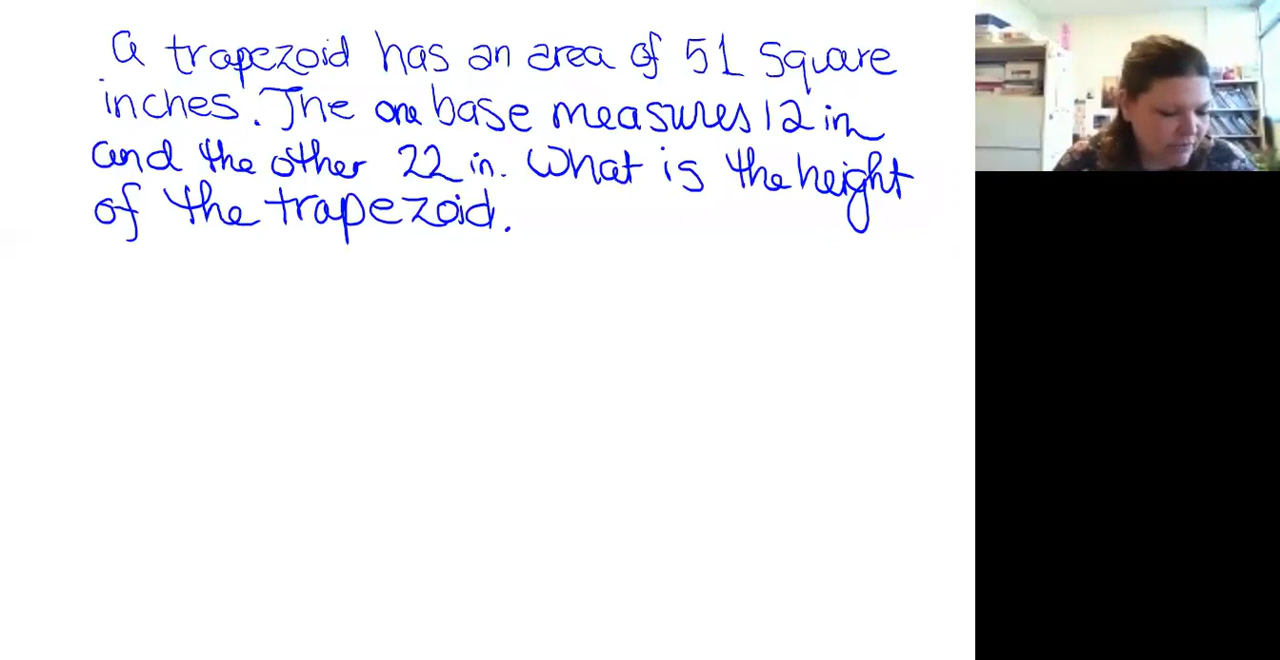 a trapezoid has an area of 51 square
inches. The one base measures 12 in
and the other 22 in. What is the height
of the trapezoid.